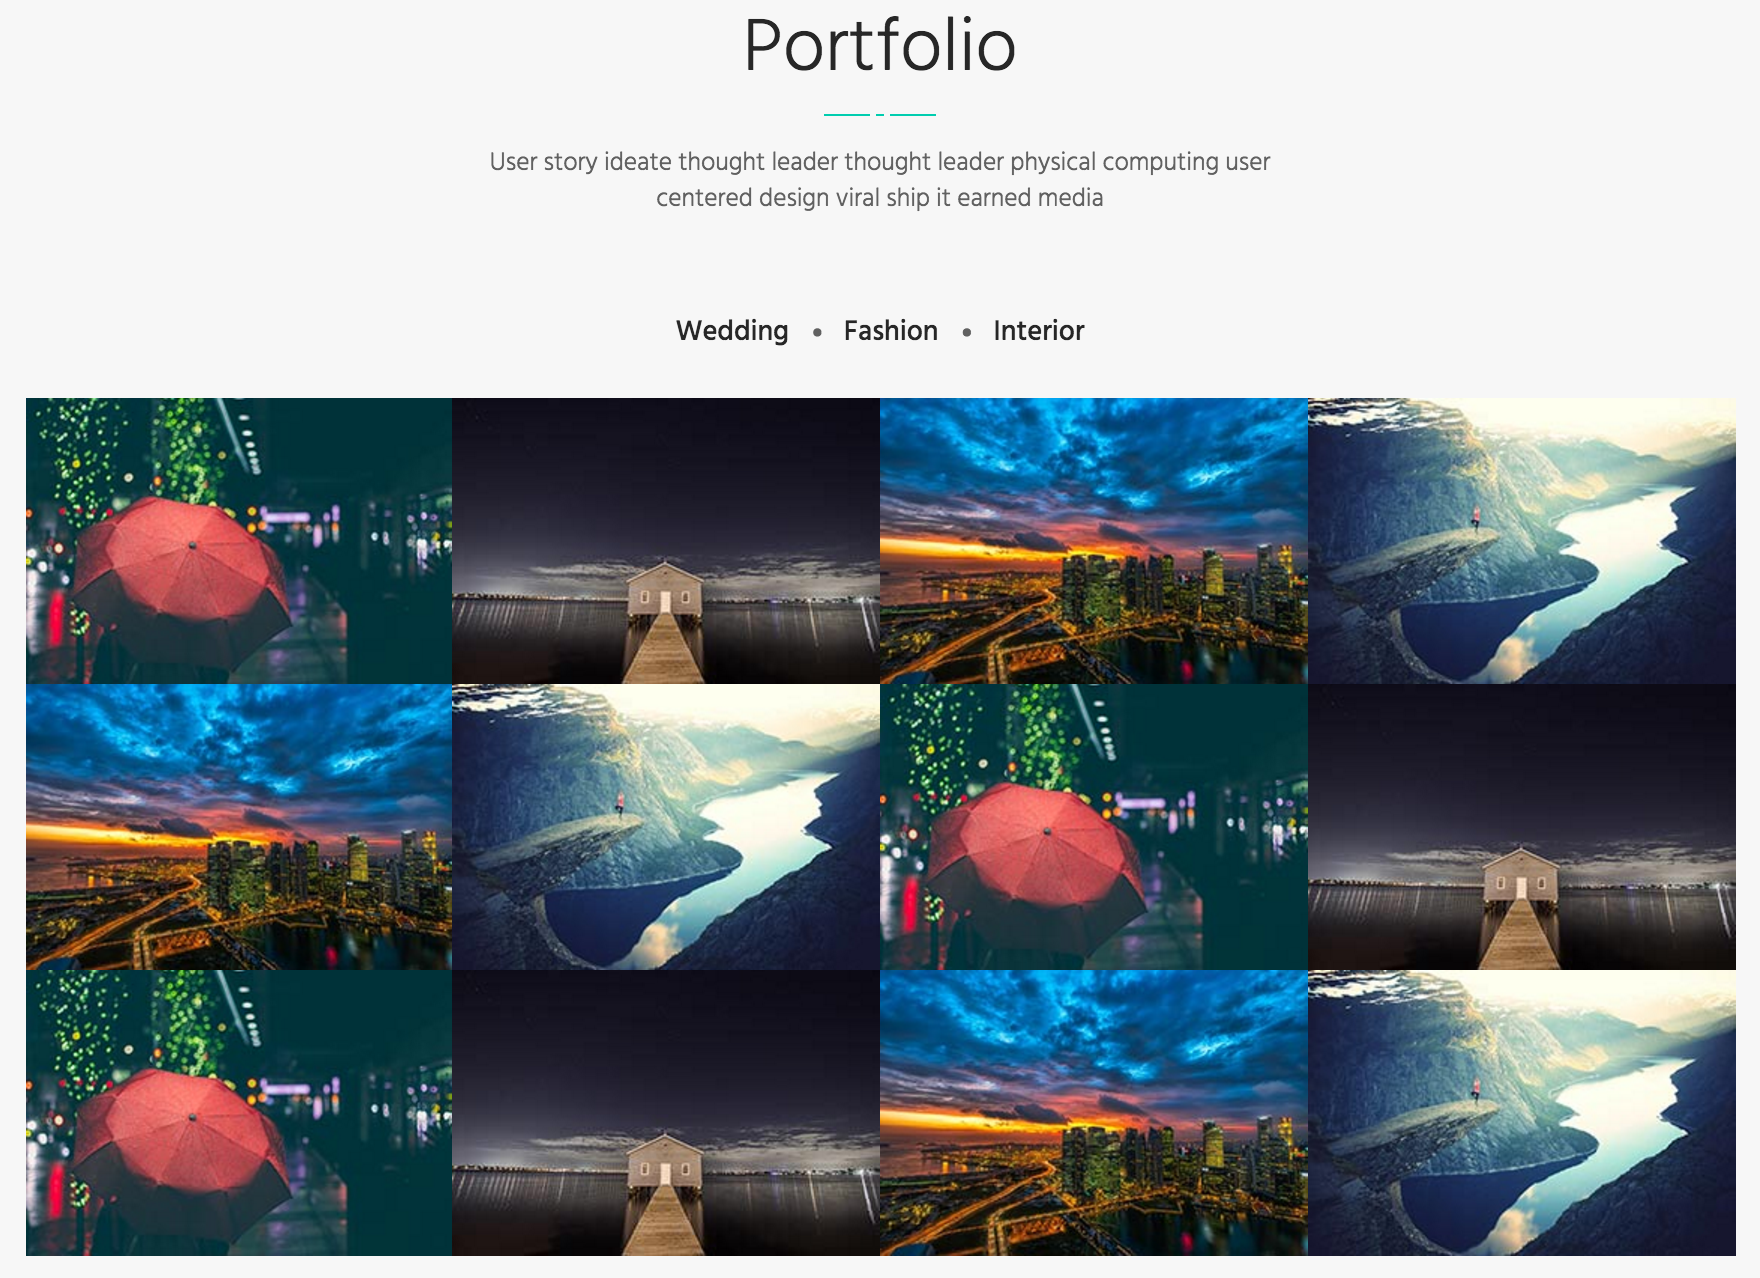 Portfolio
User story ideate thought leader thought leader physical computing user
centered design viral ship it earned media
Wedding • Fashion • Interior